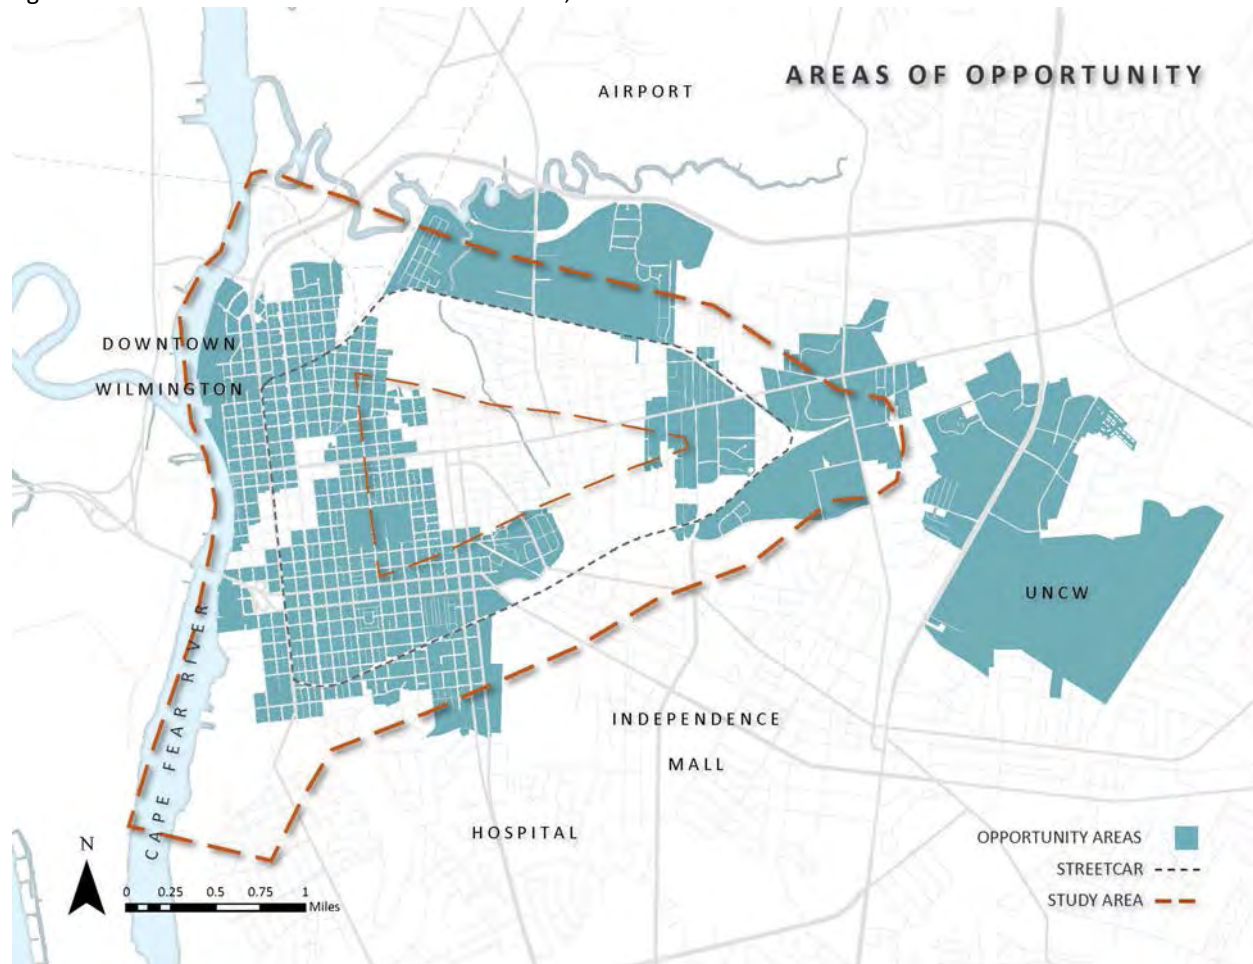 AREAS OF OPPORTUNITY
AIRPORT
DOWNTOWN
WILMINGTON
UNCW
CAPE FEAR RIVER
INDEPENDENCE
MALL
HOSPITAL
OPPORTUNITY AREAS
STREETCAR
STUDY AREA
N
0 0.25 0.5 0.75 1
Miles